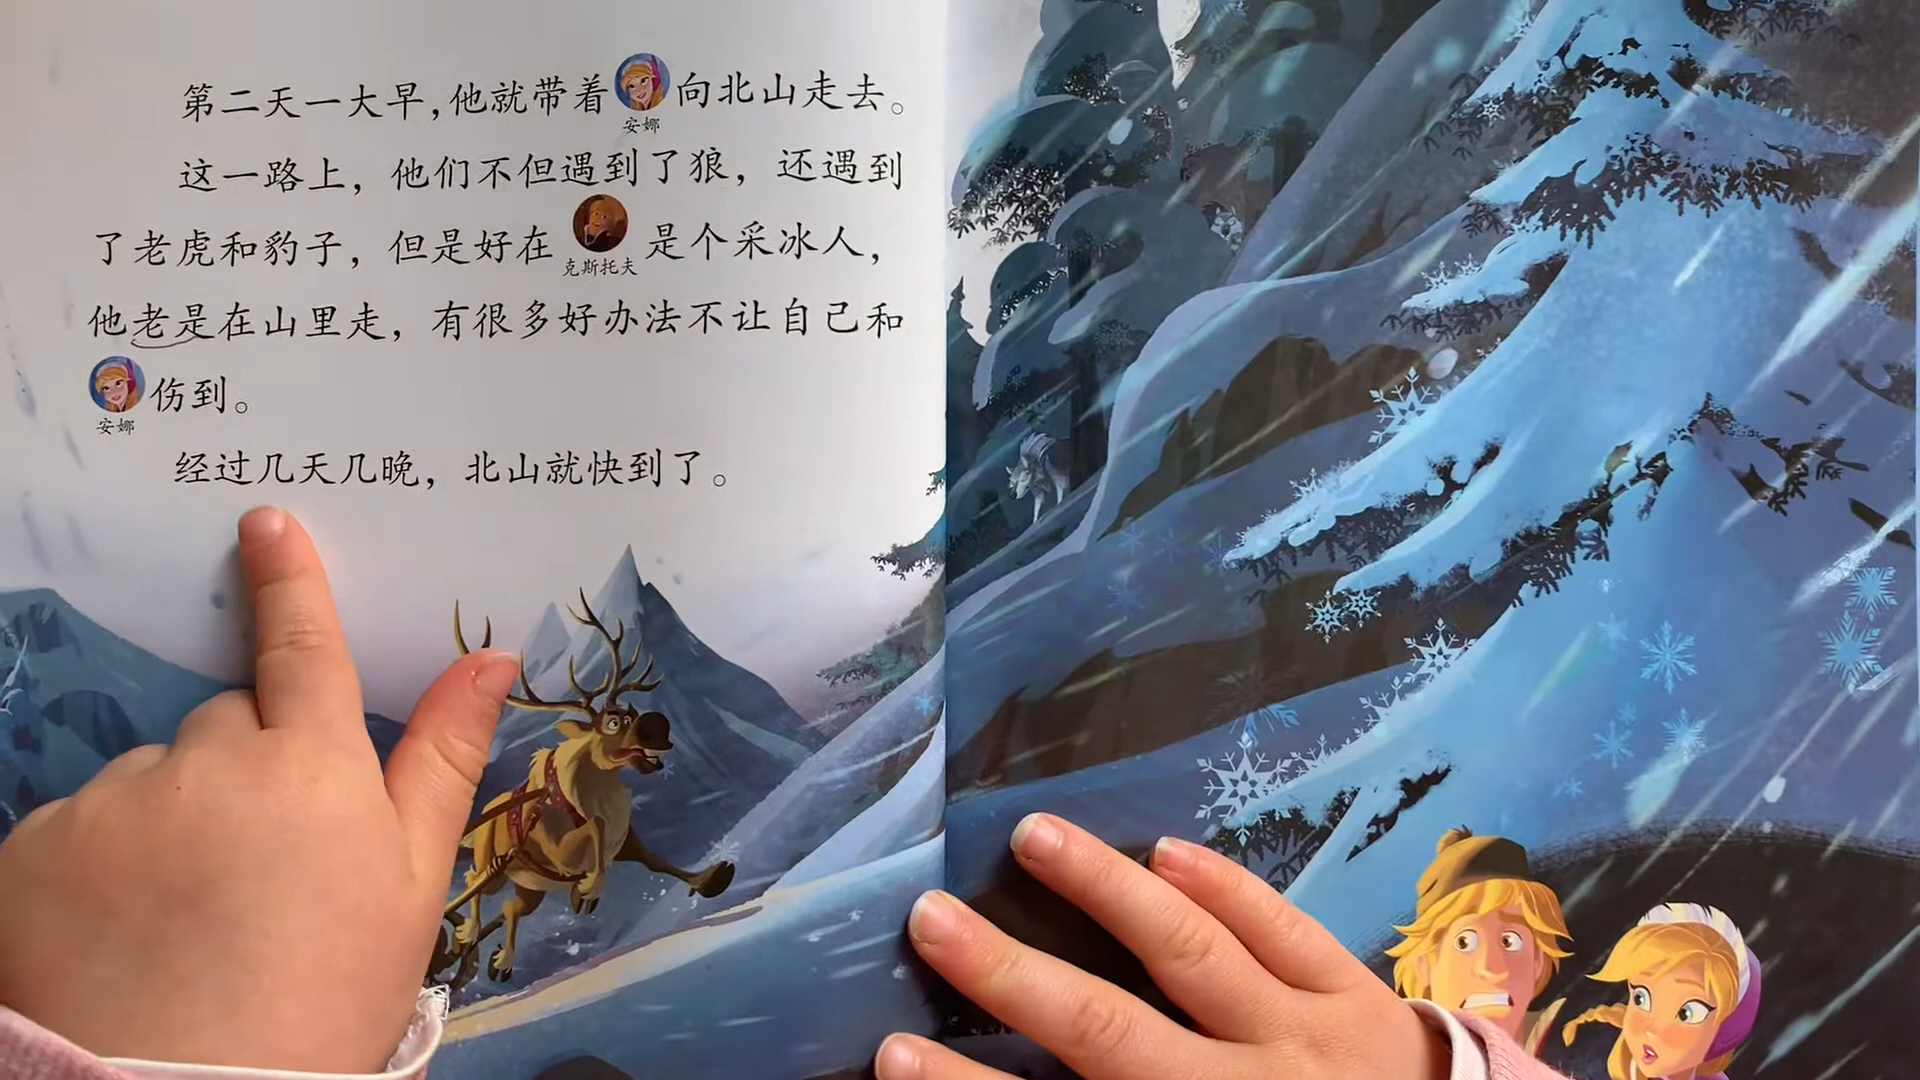 第二天一大早，他就带着向北山走去。
安娜
这一路上，他们不但遇到了狼，还遇到
了老虎和豹子，但是好在是个采冰人，
克斯托夫
他老是在山里走，有很多好办法不让自己和
伤到。
安娜
经过几天几晚，北山就快到了。